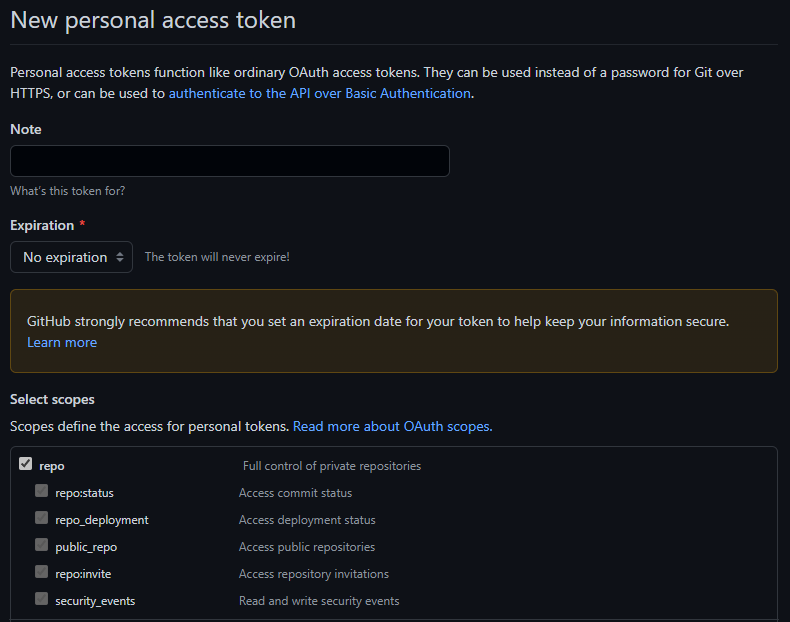 New personal access token
Personal access tokens function like ordinary OAuth access tokens. They can be used instead of a password for Git over
HTTPS, or can be used to authenticate to the API over Basic Authentication.
Note
What's this token for?
Expiration *
No expiration The token will never expire!
GitHub strongly recommends that you set an expiration date for your token to help keep your information secure.
Learn more
Select scopes
Scopes define the access for personal tokens. Read more about OAuth scopes.
repo Full control of private repositories
repo:status Access commit status
repo_deployment Access deployment status
public_repo Access public repositories
repo:invite Access repository invitations
security_events Read and write security events